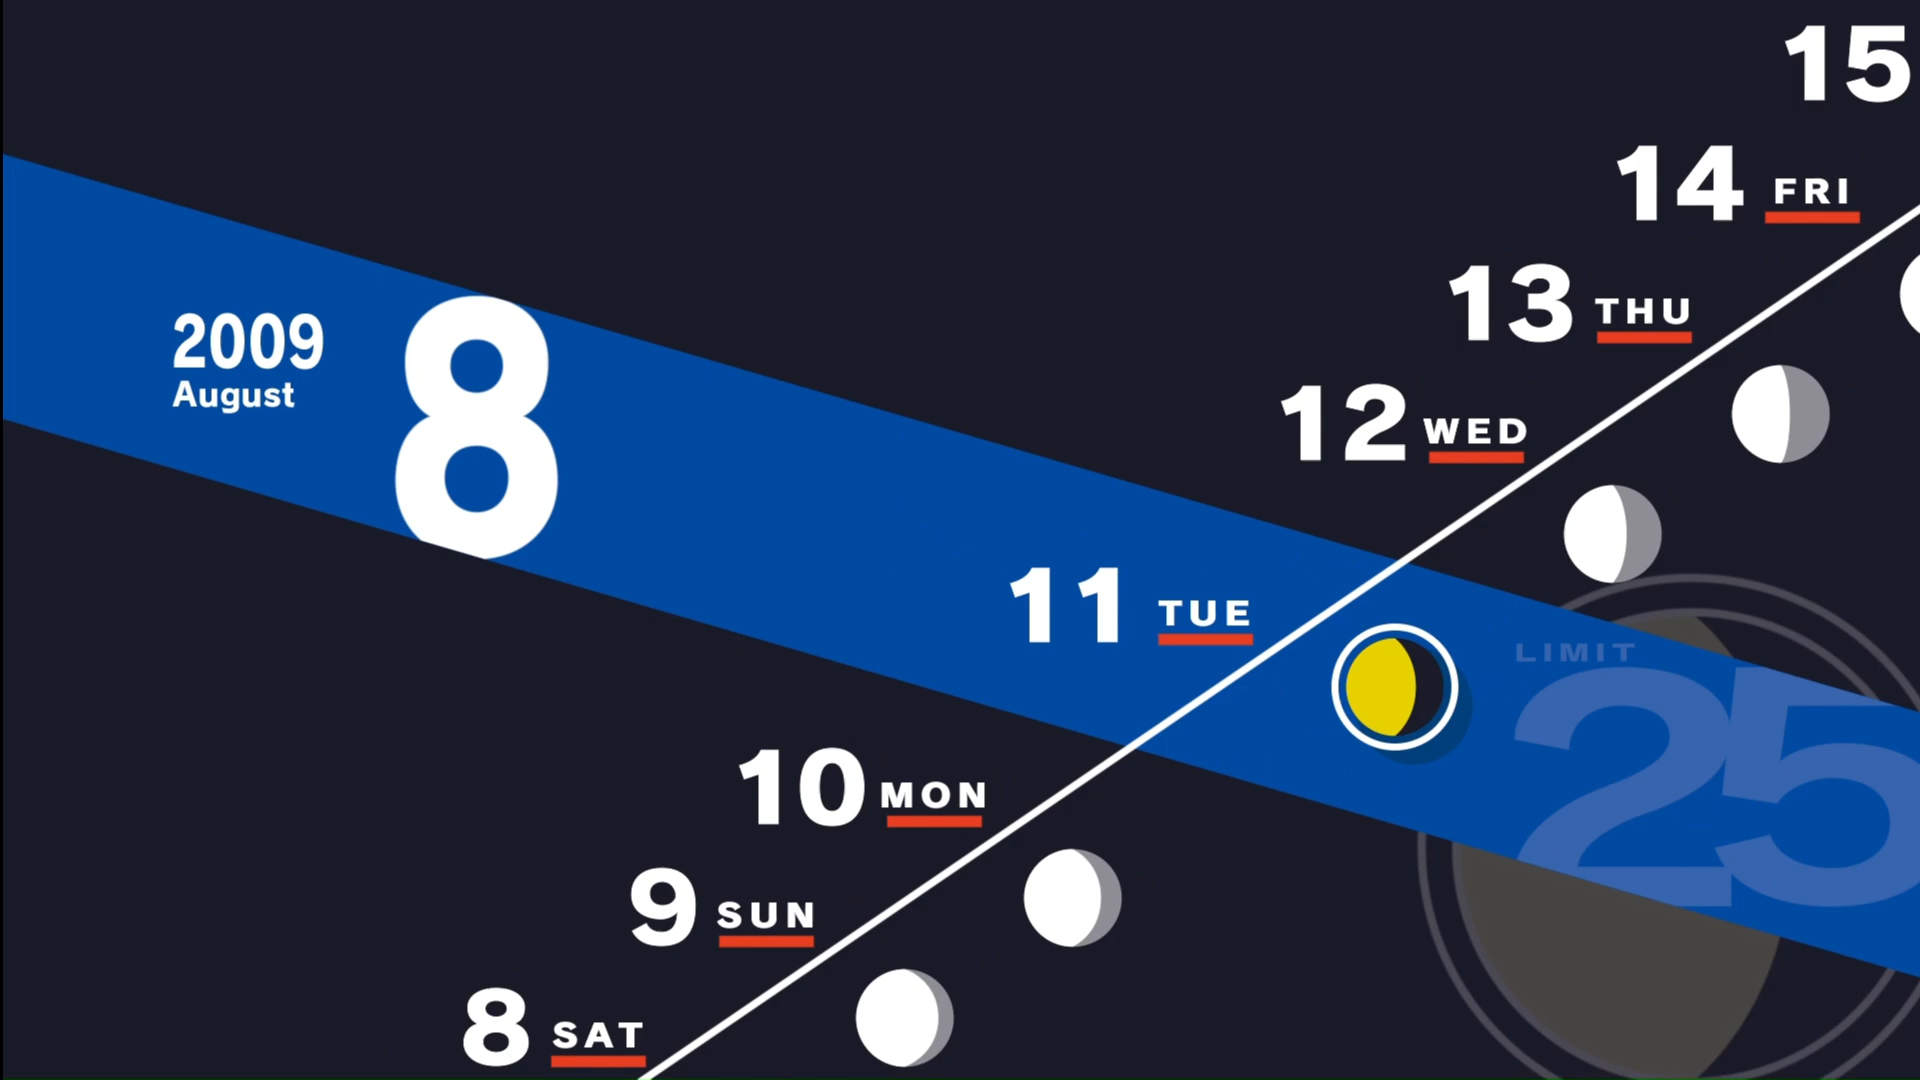 15
14 FRI
13 THU
12 WED
2009
August
8
11 TUE
LIMIT
25
10 MON
9 SUN
8 SAT